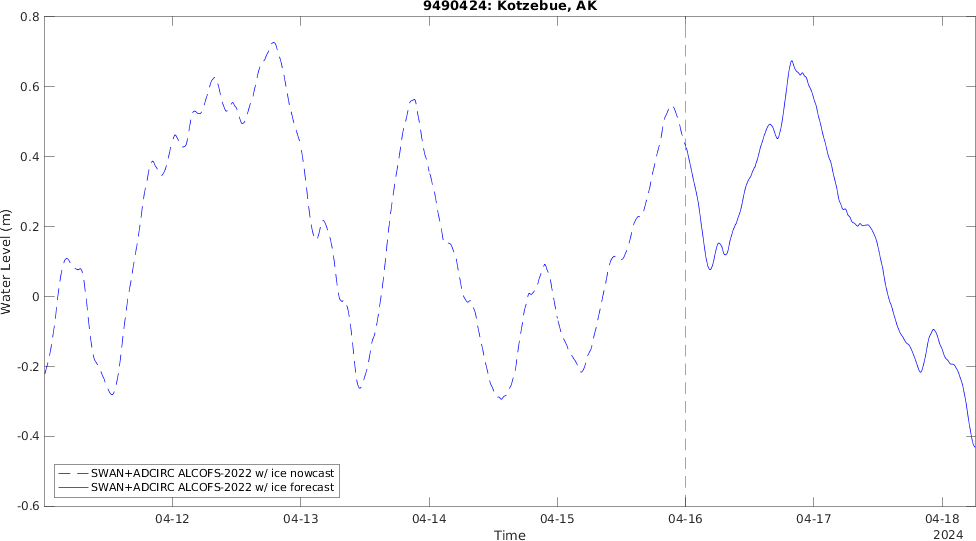 9490424: Kotzebue, AK
0.8
0.6
0.4
0.2
0
-0.2
-0.4
-0.6
Water Level (m)
SWAN+ADCIRC ALCOFS-2022 w/ ice nowcast
SWAN+ADCIRC ALCOFS-2022 w/ ice forecast
04-12 04-13 04-14 04-15 04-16 04-17 04-18
Time
2024